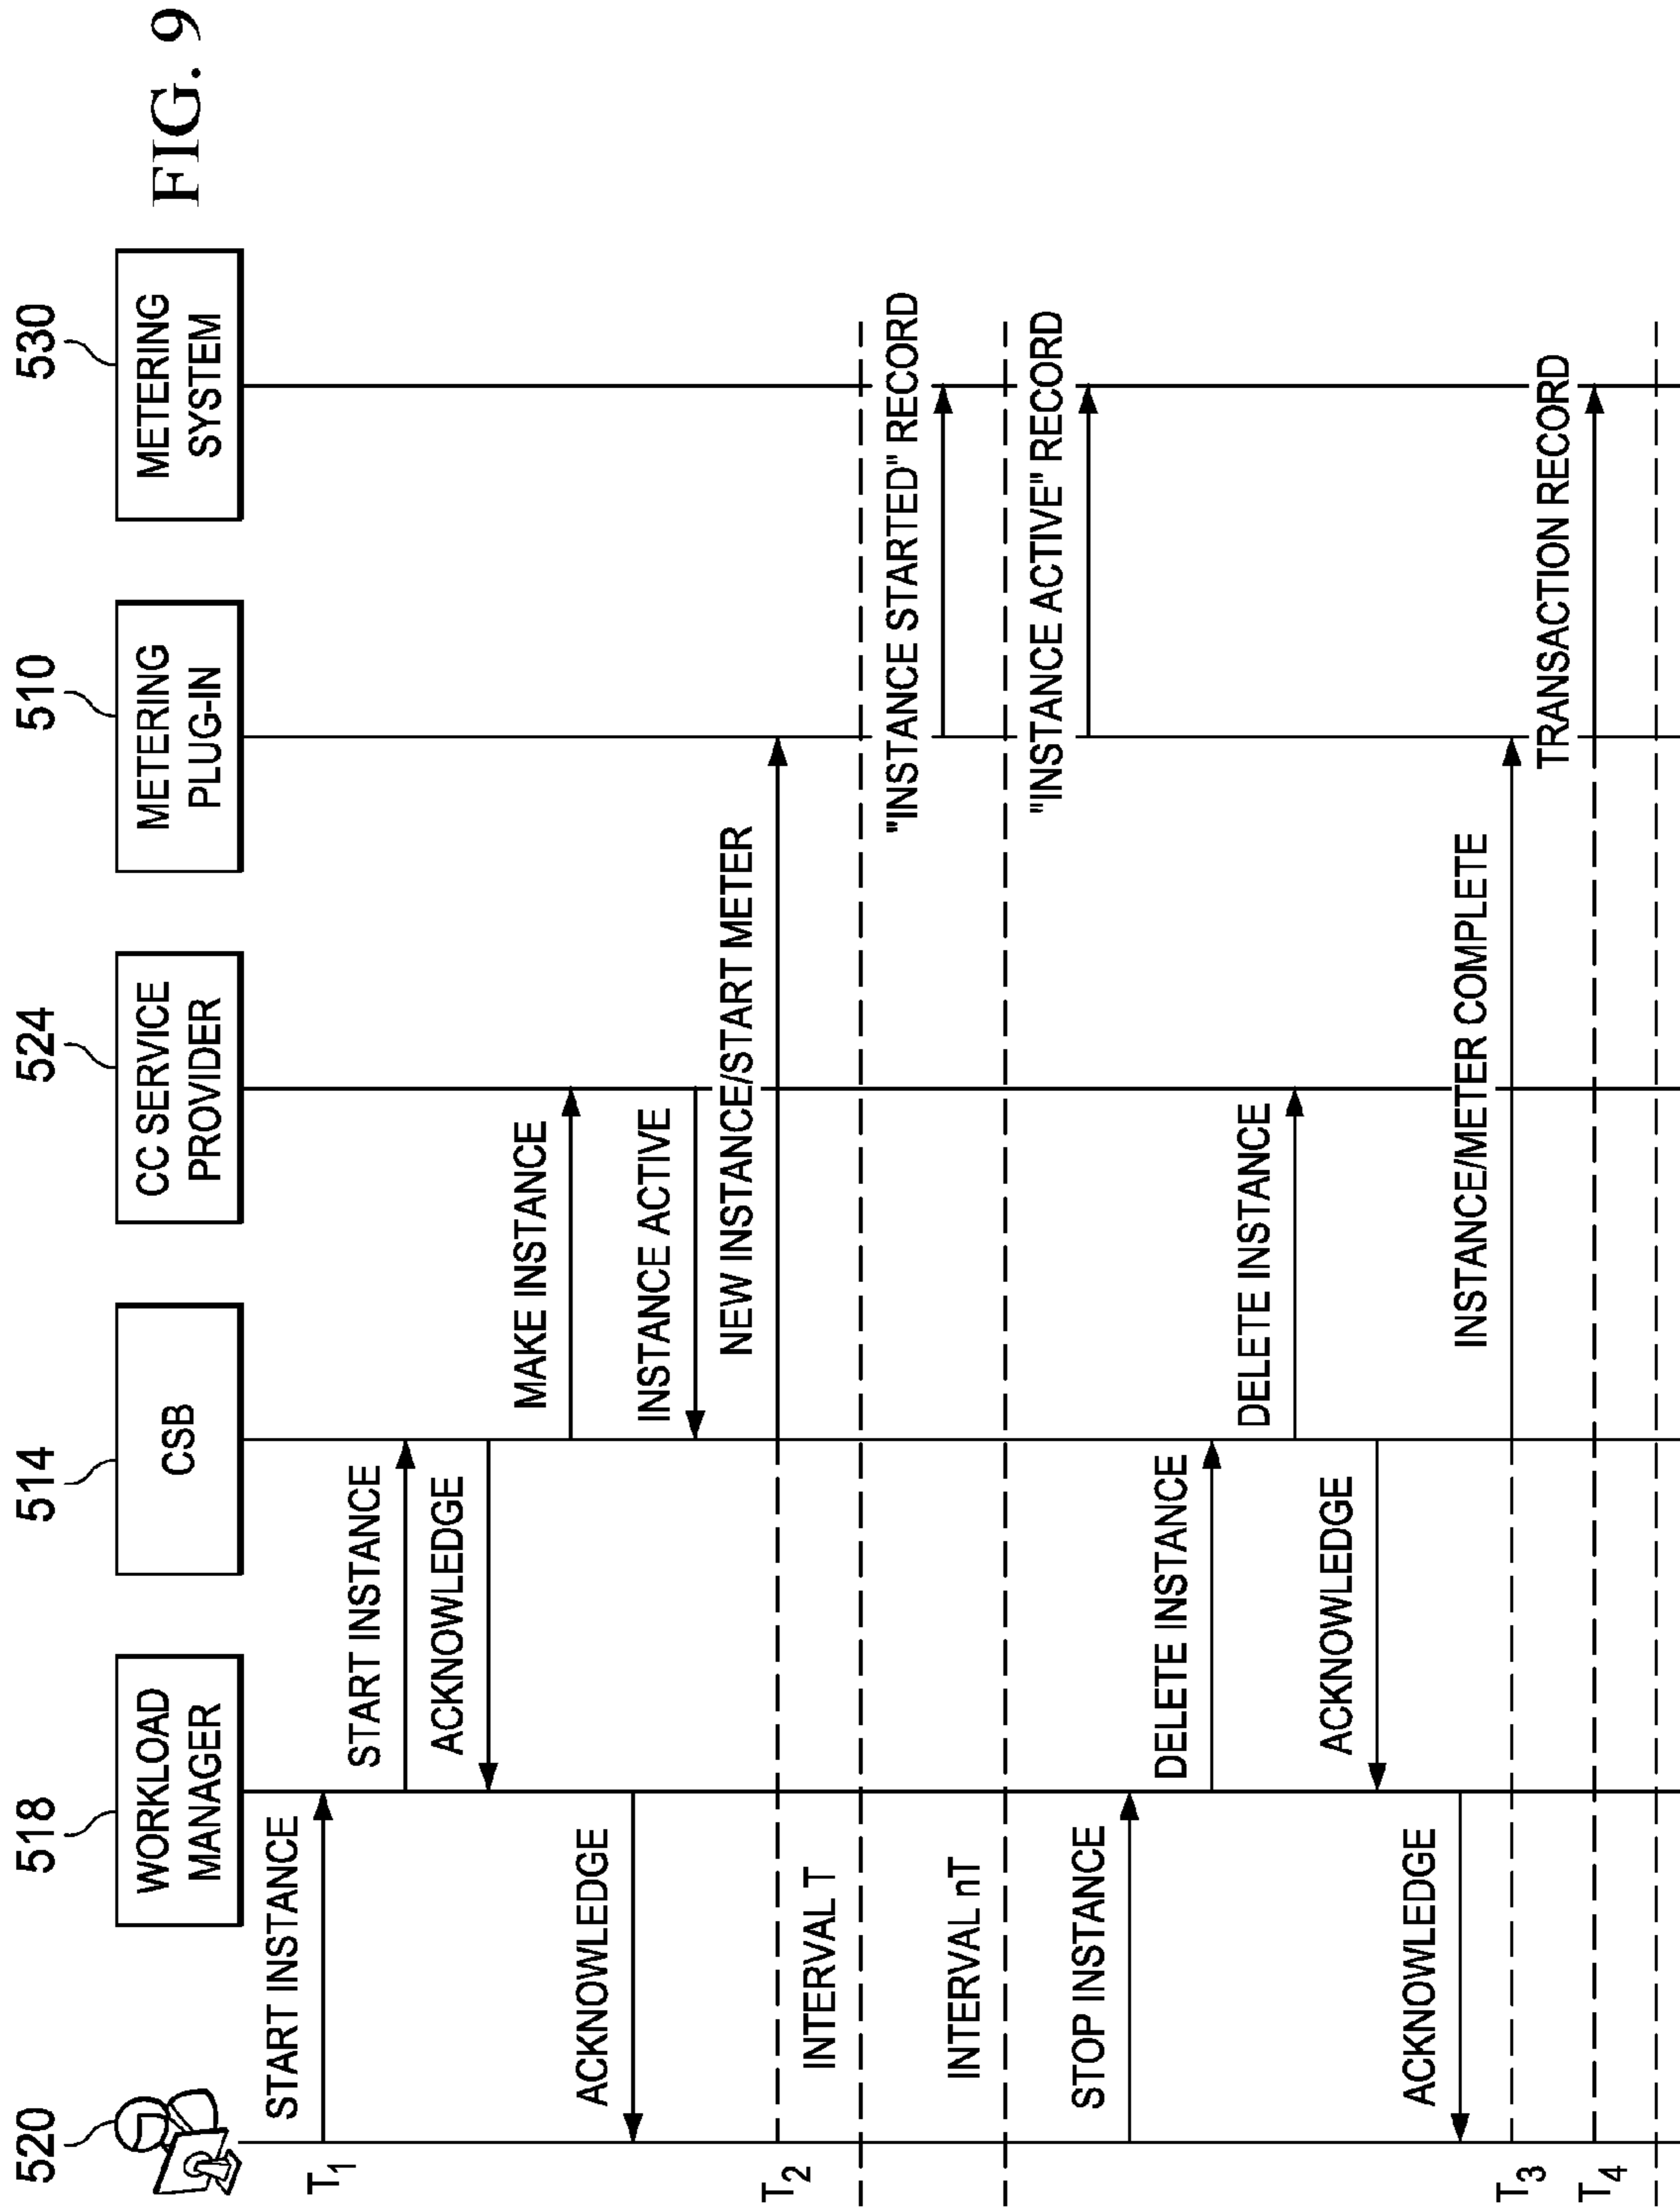 FIG. 9
520
518
514
524
510
530
WORKLOAD
MANAGER
CSB
CC SERVICE
PROVIDER
METERING
PLUG-IN
METERING
SYSTEM
T1
START INSTANCE
START INSTANCE
ACKNOWLEDGE
MAKE INSTANCE
ACKNOWLEDGE
INSTANCE ACTIVE
NEW INSTANCE/START METER
T2
INTERVAL T
"INSTANCE STARTED" RECORD
INTERVAL nT
"INSTANCE ACTIVE" RECORD
STOP INSTANCE
DELETE INSTANCE
DELETE INSTANCE
ACKNOWLEDGE
ACKNOWLEDGE
INSTANCE/METER COMPLETE
T3
TRANSACTION RECORD
T4